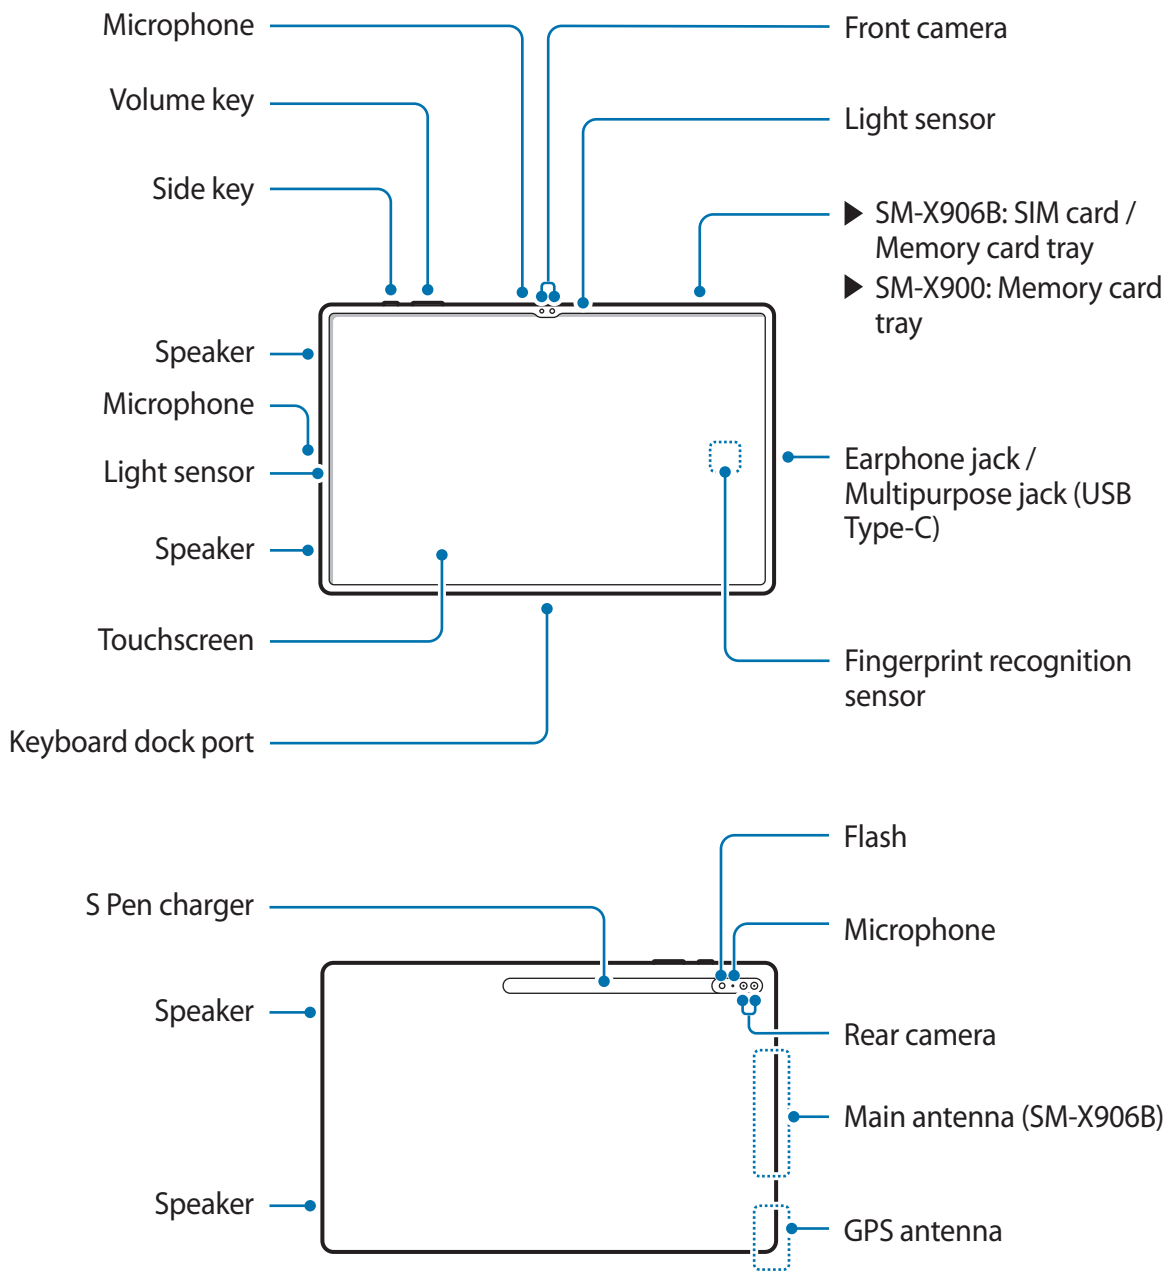 Microphone
Volume key
Side key
Speaker
Microphone
Light sensor
Speaker
Touchscreen
Keyboard dock port
Front camera
Light sensor
▶ SM-X906B: SIM card /
Memory card tray
▶ SM-X900: Memory card
tray
Earphone jack /
Multipurpose jack (USB
Type-C)
Fingerprint recognition
sensor
S Pen charger
Speaker
Speaker
Flash
Microphone
Rear camera
Main antenna (SM-X906B)
GPS antenna